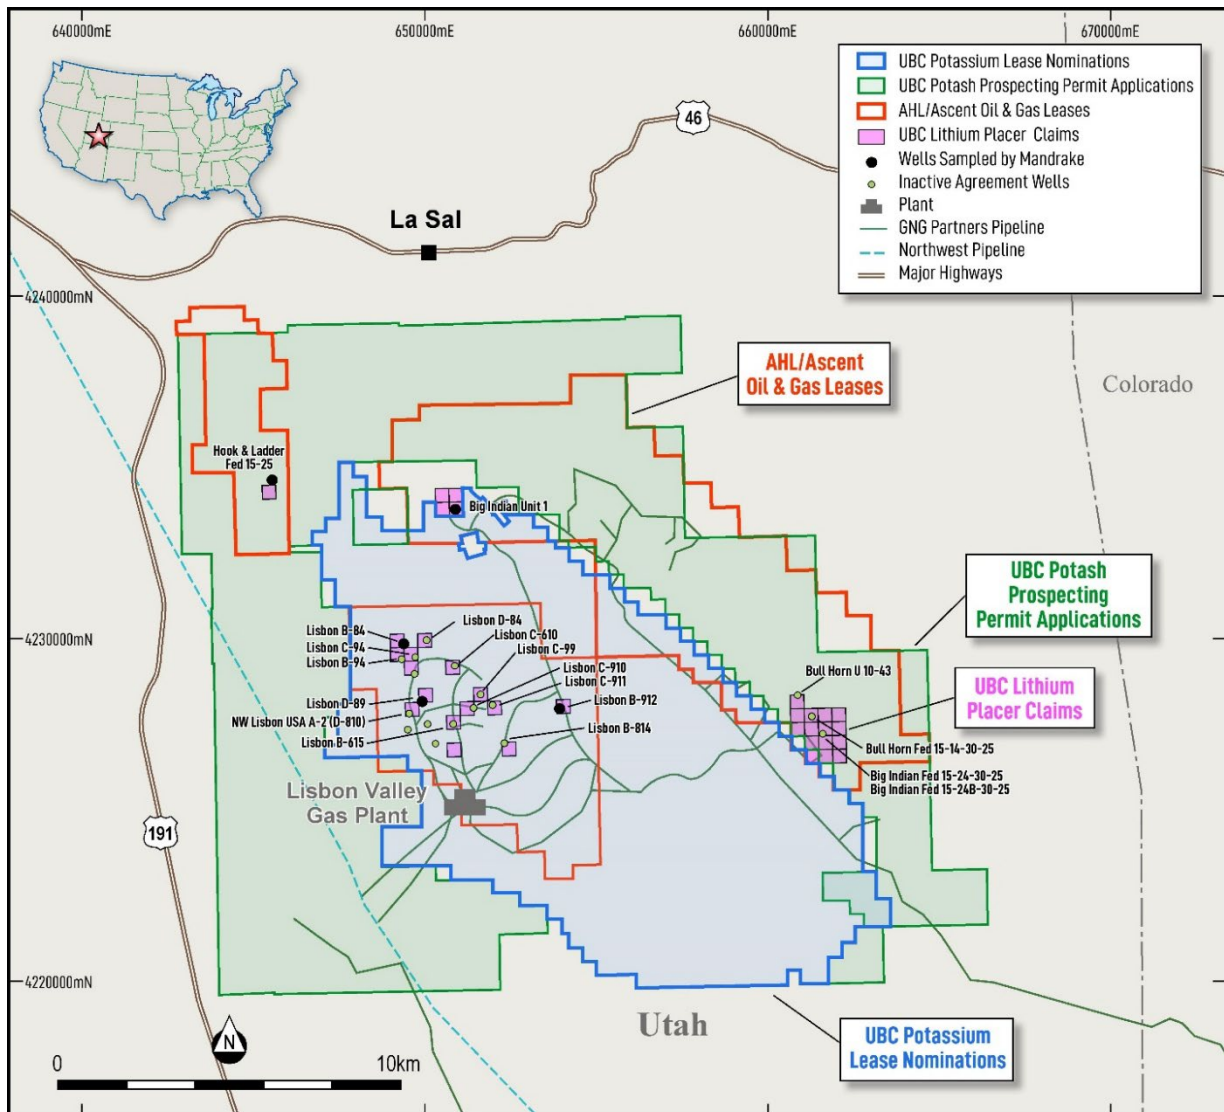 640000mE
650000mE
660000mE
670000mE
UBC Potassium Lease Nominations
UBC Potash Prospecting Permit Applications
AHL/Ascent Oil & Gas Leases
UBC Lithium Placer Claims
Wells Sampled by Mandrake
Inactive Agreement Wells
Plant
GNG Partners Pipeline
Northwest Pipeline
Major Highways
46
La Sal
4240000mN
AHL/Ascent
Oil & Gas Leases
Colorado
Hook & Ladder
Fed 15-25
Big Indian Unit 1
UBC Potash
Prospecting
Permit Applications
4230000mN
Lisbon B-84
Lisbon C-94
Lisbon B-94
Lisbon D-84
Lisbon C-610
Lisbon C-99
Lisbon C-910
Lisbon C-911
Lisbon D-89
NW Lisbon USA A-2 (D-810)
Lisbon B-615
Lisbon B-912
Lisbon B-814
Bull Horn U 10-43
UBC Lithium
Placer Claims
Bull Horn Fed 15-14-30-25
Big Indian Fed 15-24-30-25
Big Indian Fed 15-24B-30-25
Lisbon Valley
Gas Plant
191
4220000mN
Utah
UBC Potassium
Lease Nominations
N
0
10km